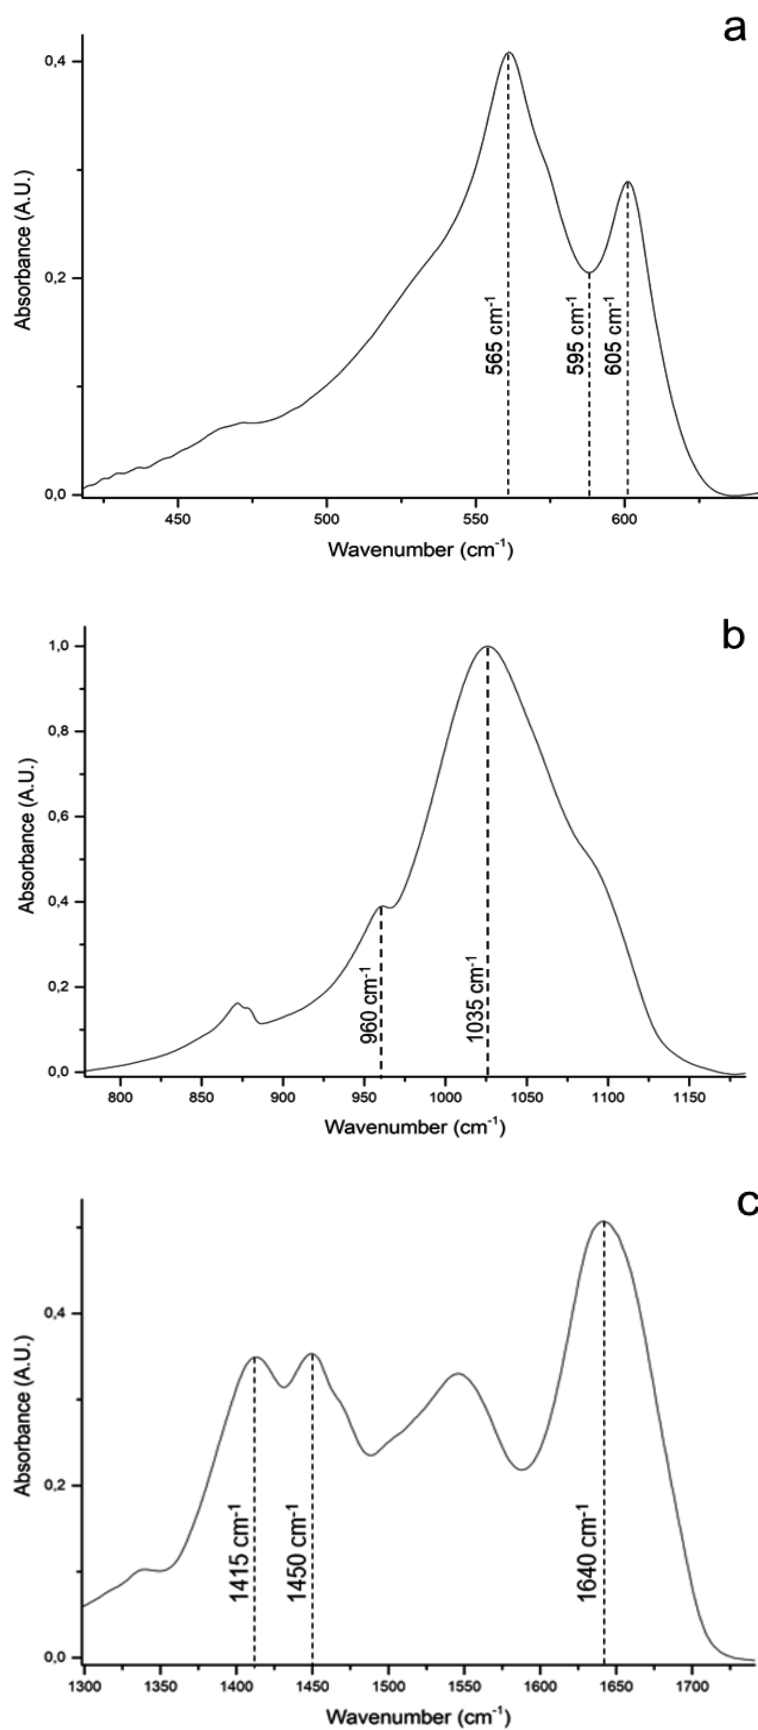 a
0,4
0,2
0,0
Absorbance (A.U.)
565 cm-1
595 cm-1
605 cm-1
450
500
550
600
Wavenumber (cm-1)
b
1,0
0,8
0,6
0,4
0,2
0,0
Absorbance (A.U.)
960 cm-1
1035 cm-1
800
850
900
950
1000
1050
1100
1150
Wavenumber (cm-1)
c
0,4
0,2
0,0
Absorbance (A.U.)
1415 cm-1
1450 cm-1
1640 cm-1
1300
1350
1400
1450
1500
1550
1600
1650
1700
Wavenumber (cm-1)